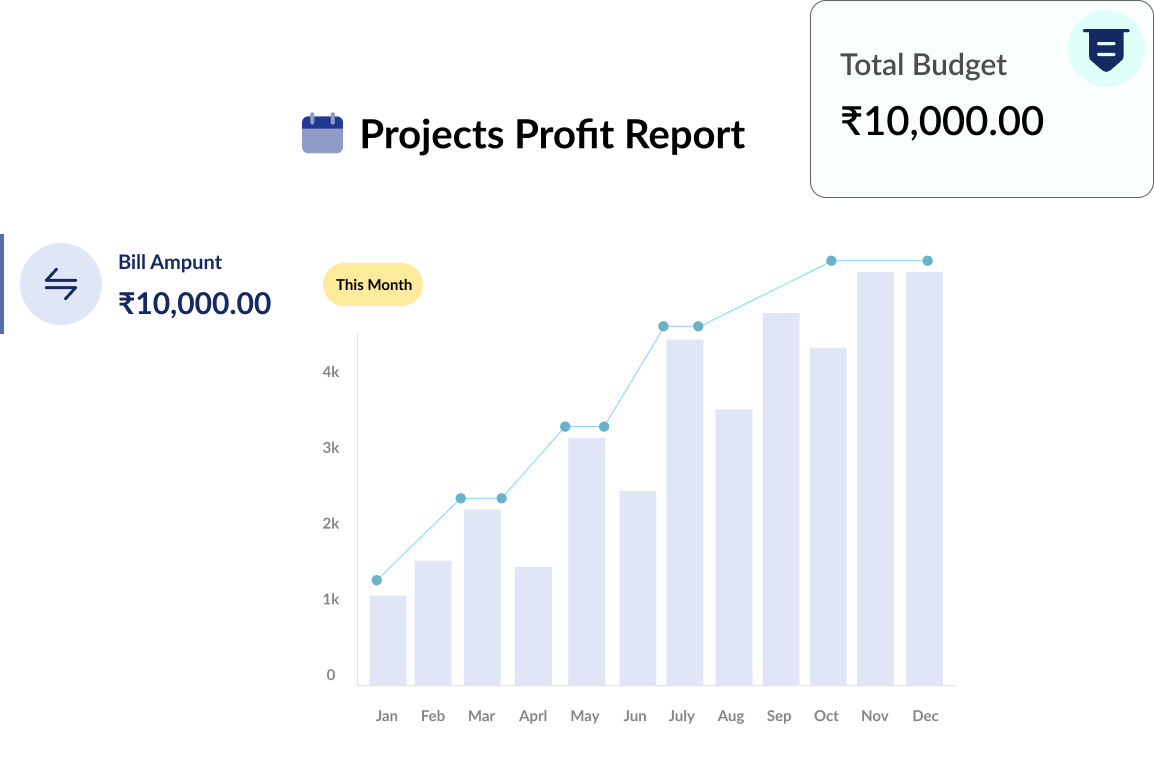 Total Budget
₹10,000.00
Projects Profit Report
Bill Ampunt
₹10,000.00
This Month
4k
3k
2k
1k
0
Jan Feb Mar Aprl May Jun July Aug Sep Oct Nov Dec